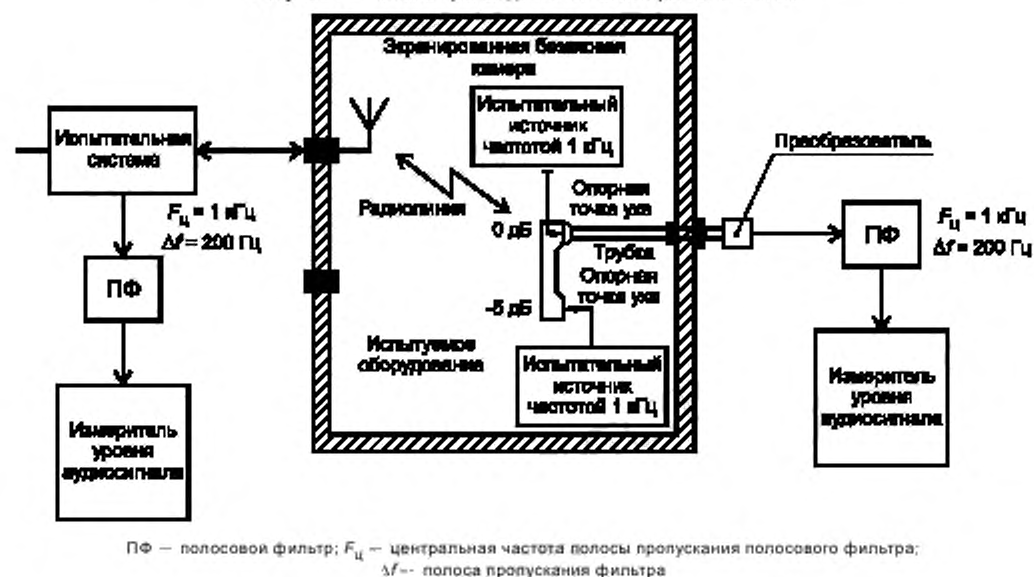 Экранированная безэховая
камера
Испытательная
система
Испытательный
источник
частотой 1 кГц
Преобразователь
Радиолиния
Опорная
точка уха
0 дБ
Fц = 1 кГц
Δf = 200 Гц
ПФ
Fц = 1 кГц
Δf = 200 Гц
Трубка
Опорная
точка уха
ПФ
-5 дБ
Испытуемое
оборудование
Испытательный
источник
частотой 1 кГц
Измеритель
уровня
аудиосигнала
Измеритель
уровня
аудиосигнала
ПФ — полосовой фильтр; Fц — центральная частота полосы пропускания полосового фильтра;
Δf -- полоса пропускания фильтра